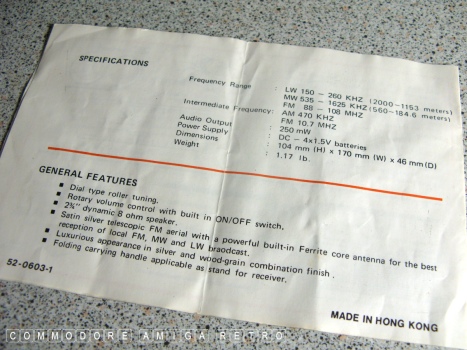 SPECIFICATIONS
Frequency Range : LW 150 – 260 KHZ (2000–1153 meters)
MW 535 – 1625 KHZ (560–184.6 meters)
FM 88 – 108 MHZ
Intermediate Frequency: AM 470 KHZ
FM 10.7 MHZ
Audio Output : 250 mW
Power Supply : DC – 4x1.5V batteries
Dimensions : 104 mm (H) x 170 mm (W) x 46 mm (D)
Weight : 1.17 lb.
GENERAL FEATURES
■ Dial type roller tuning.
■ Rotary volume control with built in ON/OFF switch,
■ 2¾" dynamic 8 ohm speaker.
■ Satin silver telescopic FM aerial with a powerful built-in Ferrite core antenna for the best
reception of local FM, MW and LW braodcast.
■ Luxurious appearance in silver and wood-grain combination finish.
■ Folding carrying handle applicable as stand for receiver.
52-0603-1
MADE IN HONG KONG
COMMODORE AMIGA RETRO